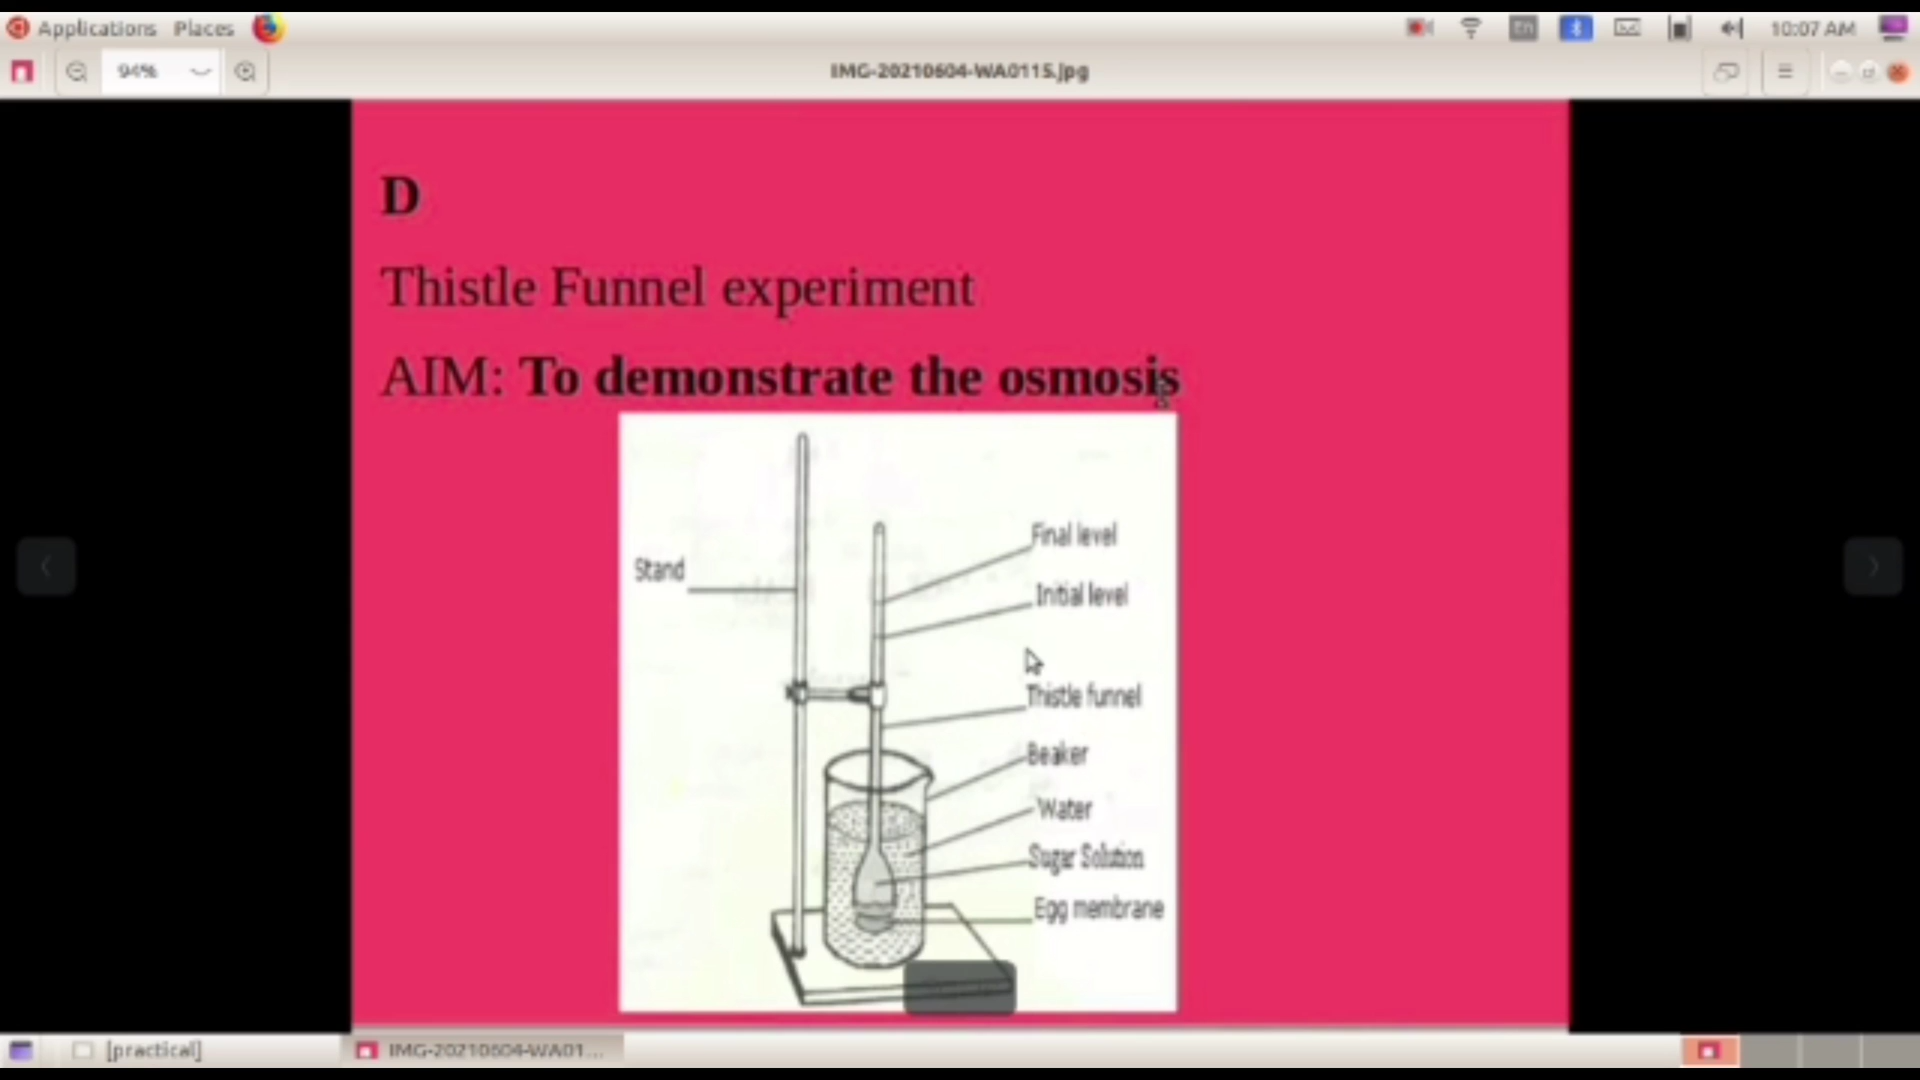 Applications Places 10:07 AM
94% IMG-20210604-WA0115.jpg
D
Thistle Funnel experiment
AIM: To demonstrate the osmosis
Final level
Stand
Initial level
Thistle funnel
Beaker
Water
Sugar Solution
Egg membrane
[practical] IMG-20210604-WA01...